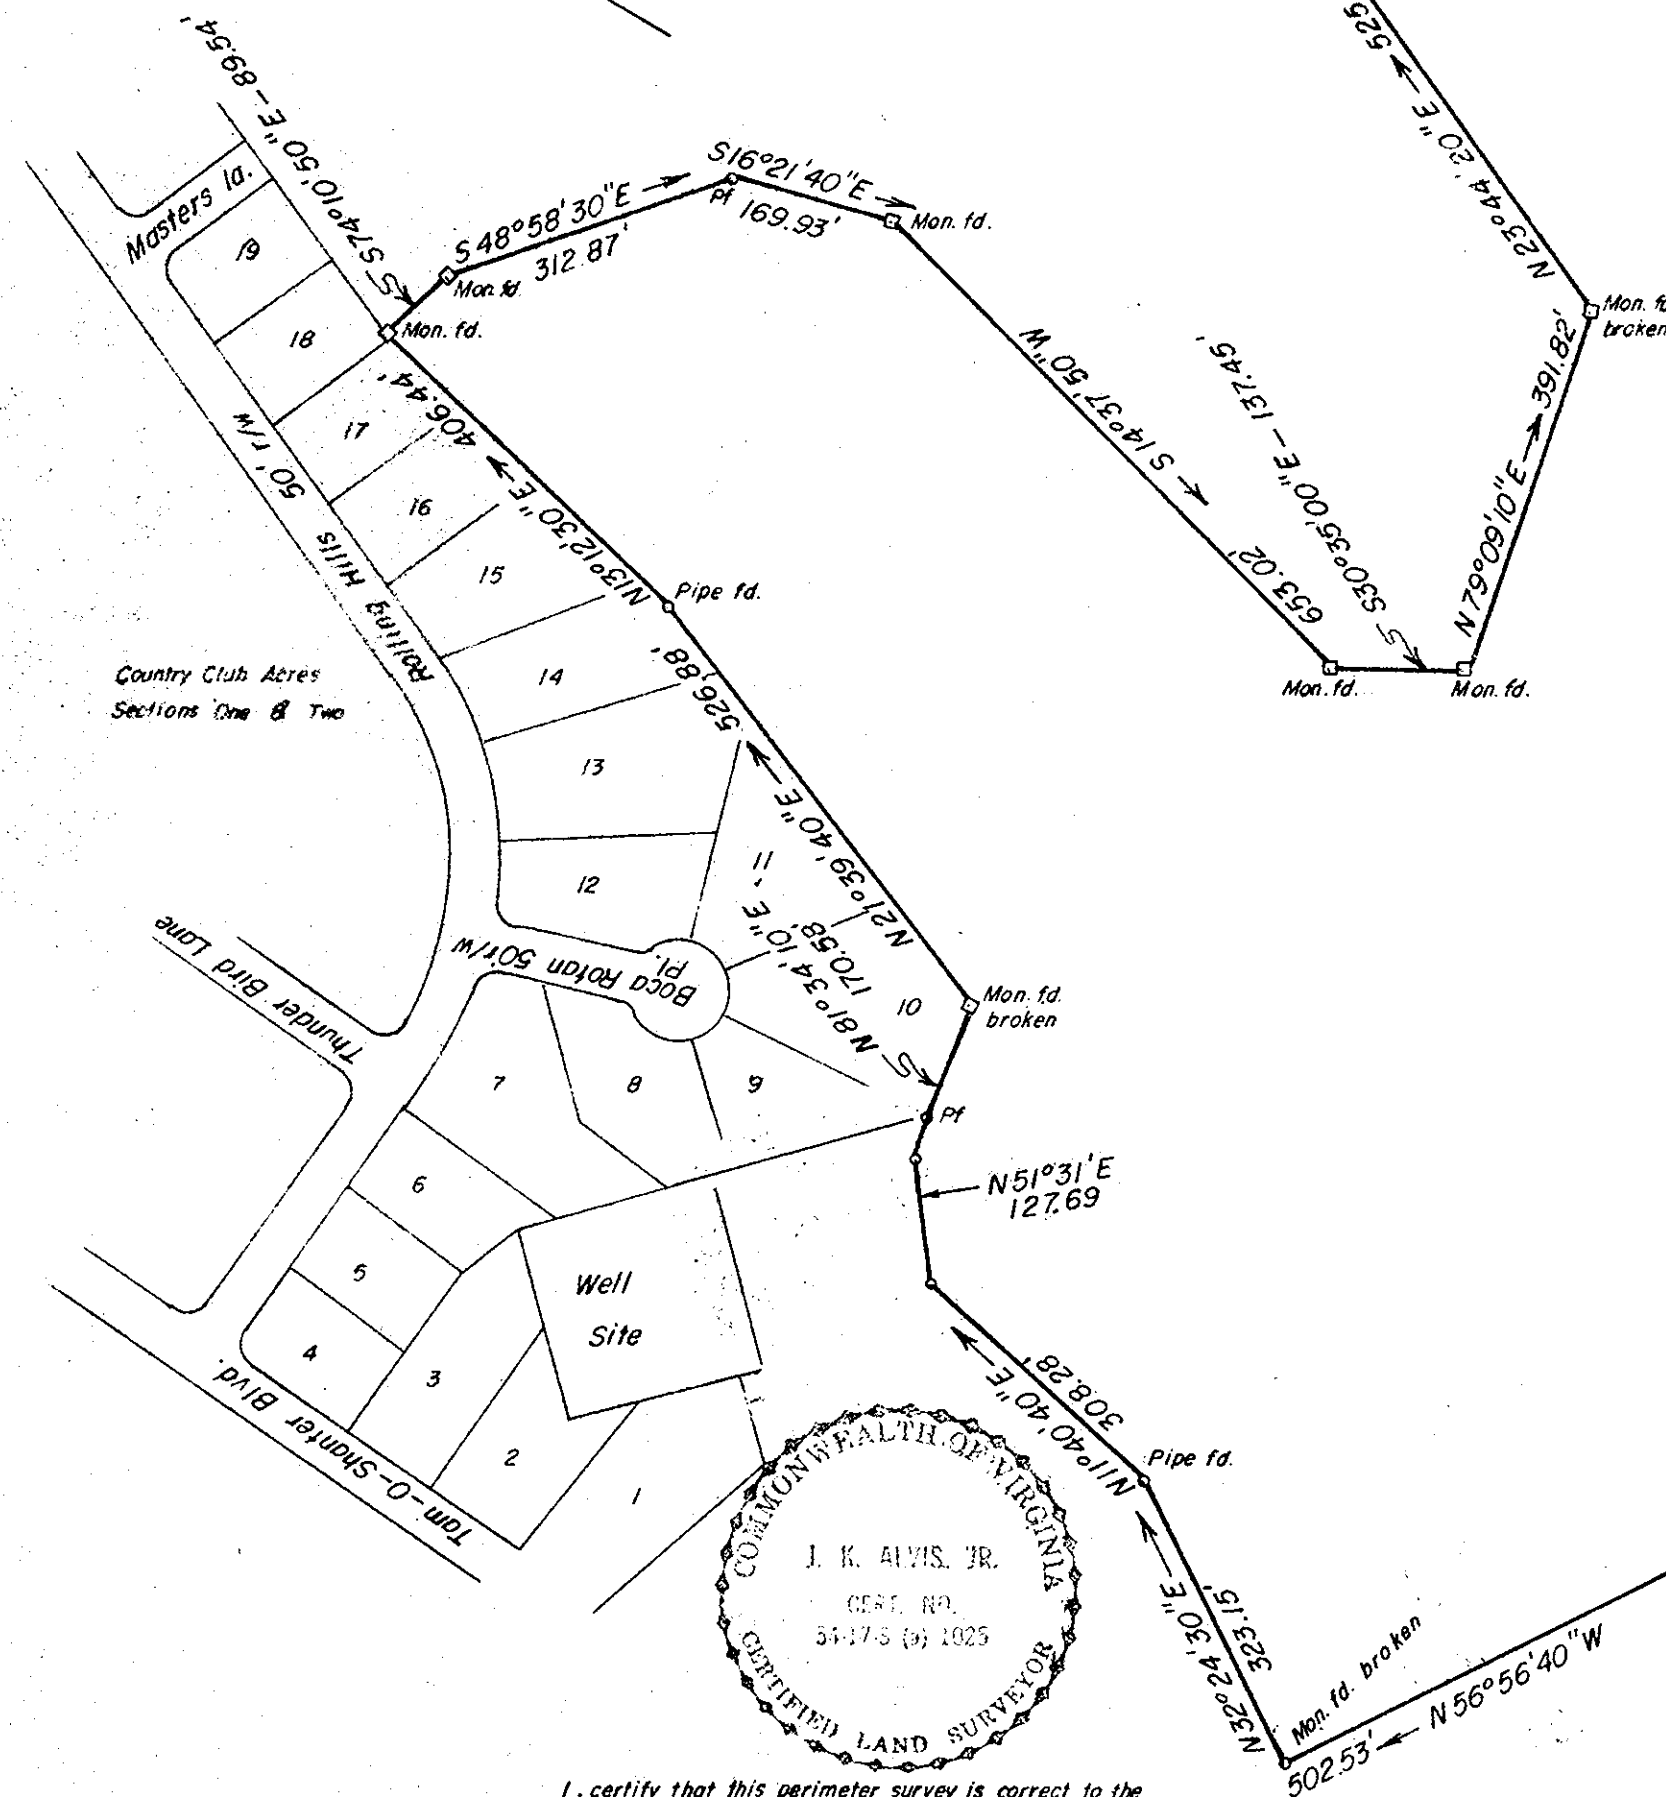 S74°10'50"E-89.54'
525
N 23°44'20"E
S16°21'40"E
169.93'
Pf
Mon. fd.
S 48°58'30"E
312.87'
Mon. fd.
Mon. fd.
Masters la.
19
18
17
16
15
14
13
12
11
10
9
8
7
6
5
4
3
2
1
50' r/w
Rolling Hills
406.44'
N13°12'30"E
Pipe fd.
S 14°37'50"W
653.02'
S30°35'00"E-137.45'
N 79°09'10"E
391.82'
Mon. fd.
broken
Mon. fd.
Mon. fd.
Country Club Acres
Sections One & Two
526.88'
N 21°39'40"E
N 81°34'10"E
170.58'
Boca Rotan 50'r/w
Pl.
Thunder Bird Lane
Mon. fd.
broken
Pf
N51°31'E
127.69
Well
Site
Tam-O-Shanter Blvd.
308.28'
N11°40'40"E
Pipe fd.
N32°24'30"E
323.15'
Mon. fd. broken
N 56°56'40"W
502.53'
COMMONWEALTH OF VIRGINIA
J. K. ALVIS. JR.
CERT. NO.
CERTIFIED LAND SURVEYOR
I, certify that this perimeter survey is correct to the